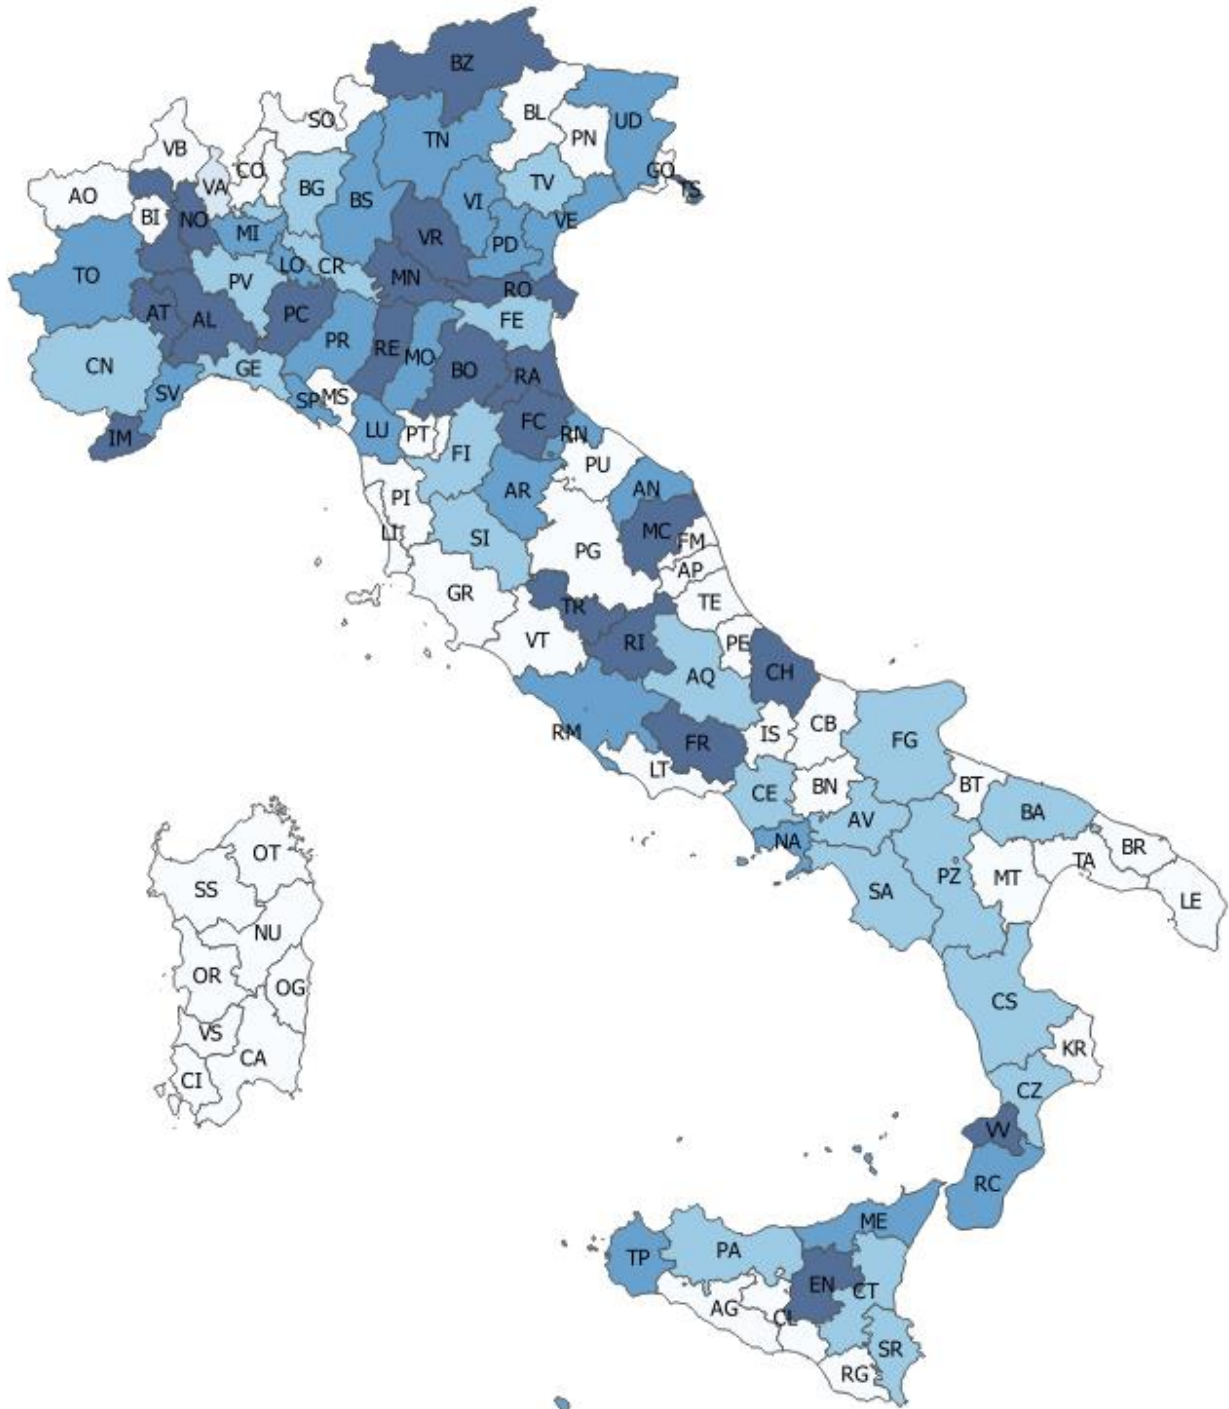 BZ
SO
BL
PN
UD
VB
CO
TN
GO
TS
AO
VA
BG
BS
TV
BI
NO
MI
VI
VE
VR
PD
TO
PV
LO
CR
MN
RO
AT
AL
PC
FE
CN
GE
PR
RE
MO
BO
RA
SV
SP
MS
IM
LU
PT
FC
RN
FI
PU
PI
AR
AN
LI
SI
MC
FM
PG
AP
GR
TR
TE
VT
RI
PE
AQ
CH
RM
FR
IS
CB
FG
LT
CE
BN
BT
NA
AV
BA
OT
SS
SA
PZ
MT
TA
BR
LE
NU
OR
OG
CS
VS
CA
KR
CI
CZ
VV
RC
ME
TP
PA
EN
CT
AG
CL
SR
RG